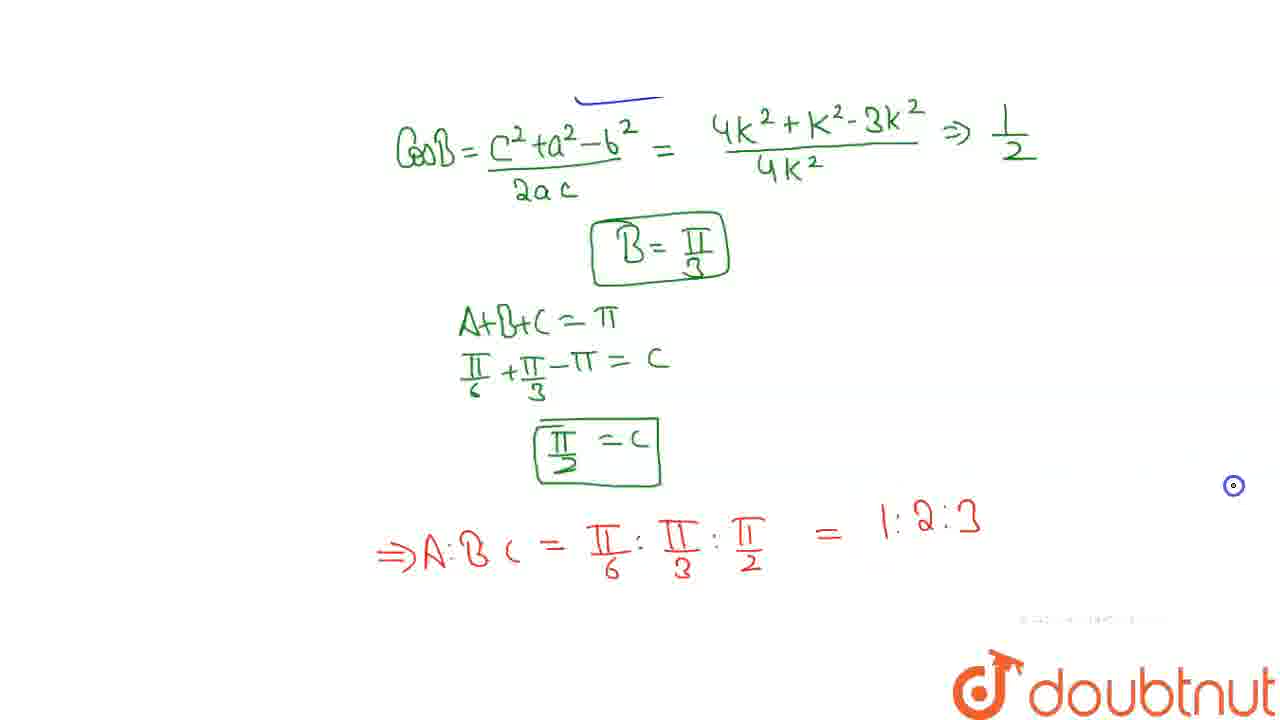 CosB = c²+a²-b² / 2ac = 4k²+k²-3k² / 4k² ⇒ 1/2
B = π/3
A+B+C = π
π/6 + π/3 - π = C
π/2 = C
⇒ A:B C = π/6 : π/3 : π/2 = 1:2:3
doubtnut